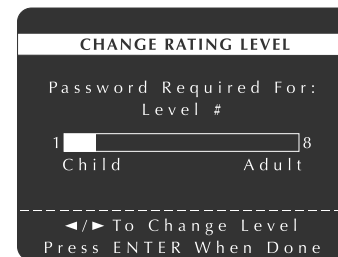 CHANGE RATING LEVEL
Password Required For:
Level #
1 8
Child Adult
◄/► To Change Level
Press ENTER When Done